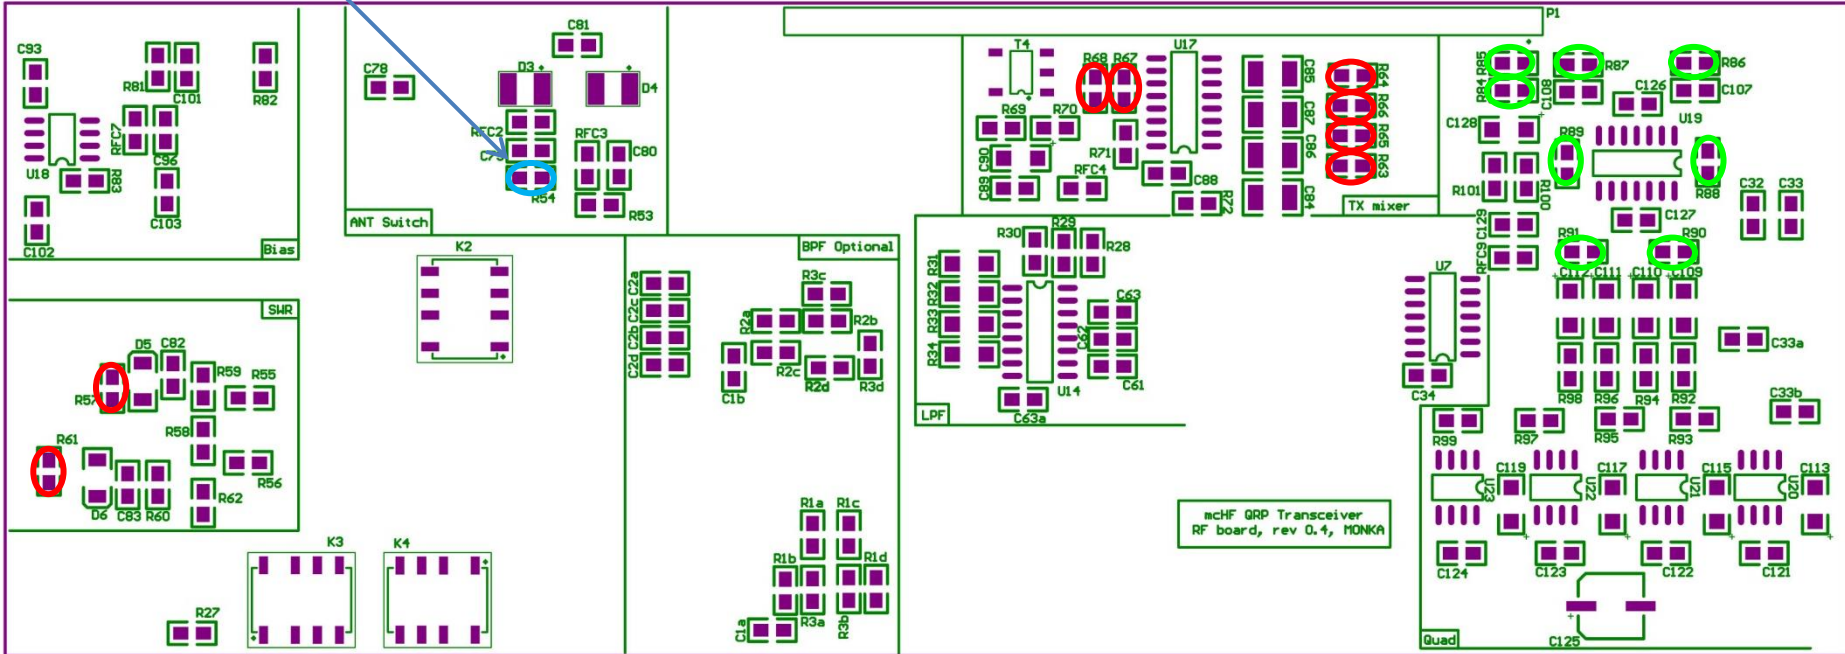 C93
R81
C101
R82
RFC7
C96
U18
R83
C103
C102
Bias
C81
C78
D3
D4
RFC2
RFC3
C80
R54
R53
ANT Switch
P1
T4
R68
R67
U17
C85
R64
R69
R70
C87
R66
R71
C86
R65
C90
RFC4
C89
C88
R72
C84
R63
TX mixer
R85
R87
R86
R84
C108
C126
C107
C128
U19
R89
R101
R100
R88
C32
C33
C129
C127
R91
R90
RFC9
C112
C111
C110
C109
SWR
D5
C82
R59
R55
R57
R58
R61
R56
R62
D6
C83
R60
K2
BPF Optional
C2a
C2c
C2b
C2d
R3c
R2a
R2b
R2c
R2d
R3d
C1b
R30
R29
R28
R31
R32
R33
R34
C63
C62
C61
U14
C63a
LPF
U7
C34
C33a
C33b
R98
R96
R94
R92
R99
R97
R95
R93
C119
C117
C115
C113
U23
U22
U21
U20
C124
C123
C122
C121
C125
Quad
K3
K4
R27
R1a
R1c
R1b
R1d
R3a
R3b
C1a
mcHF QRP Transceiver
RF board, rev 0.4, MONKA